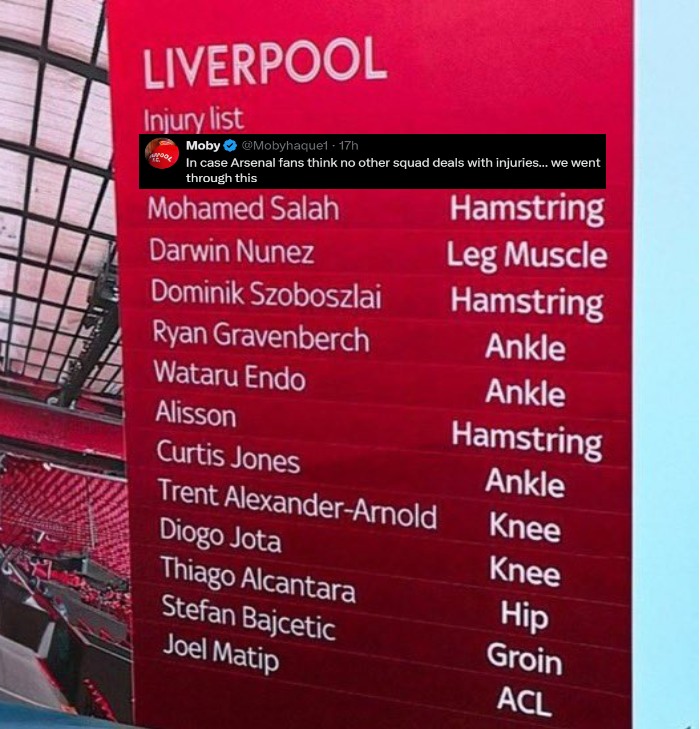 LIVERPOOL
Injury list
Moby @Mobyhaque1 · 17h
In case Arsenal fans think no other squad deals with injuries... we went
through this
Mohamed Salah Hamstring
Darwin Nunez Leg Muscle
Dominik Szoboszlai Hamstring
Ryan Gravenberch Ankle
Wataru Endo Ankle
Alisson Hamstring
Curtis Jones Ankle
Trent Alexander-Arnold Knee
Diogo Jota Knee
Thiago Alcantara Hip
Stefan Bajcetic Groin
Joel Matip ACL